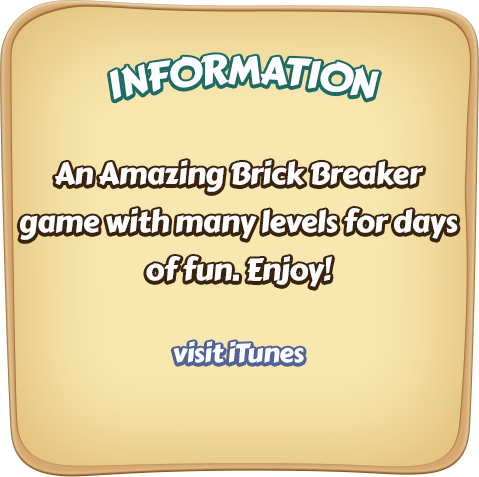 INFORMATION
An Amazing Brick Breaker
game with many levels for days
of fun. Enjoy!
visit iTunes